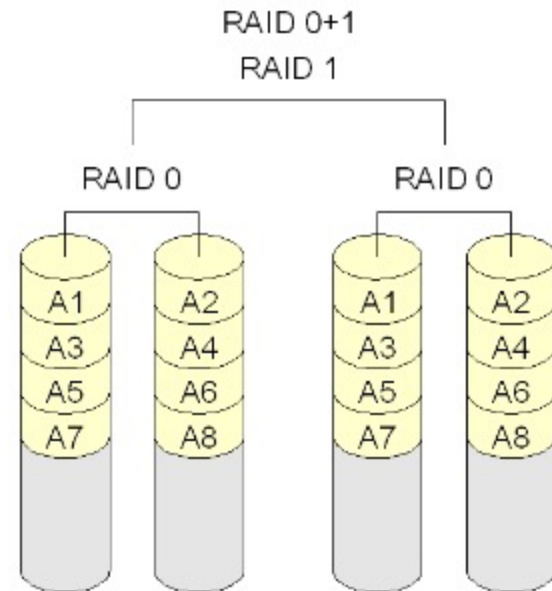 RAID 0+1
RAID 1
RAID 0 RAID 0
A1 A2 A1 A2
A3 A4 A3 A4
A5 A6 A5 A6
A7 A8 A7 A8